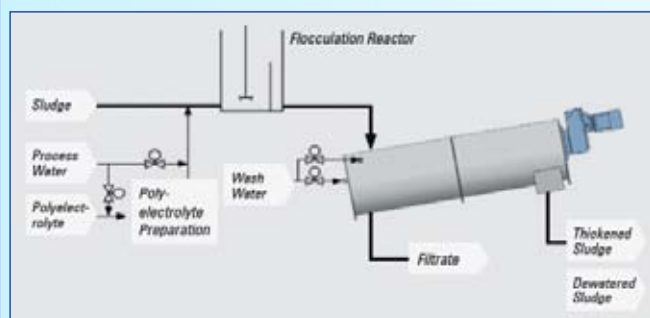 Flocculation Reactor
Sludge
Process
Water
Polyelect-
rolyte
Poly-
electrolyte
Preparation
Wash
Water
Filtrate
Thickened
Sludge
Dewatered
Sludge